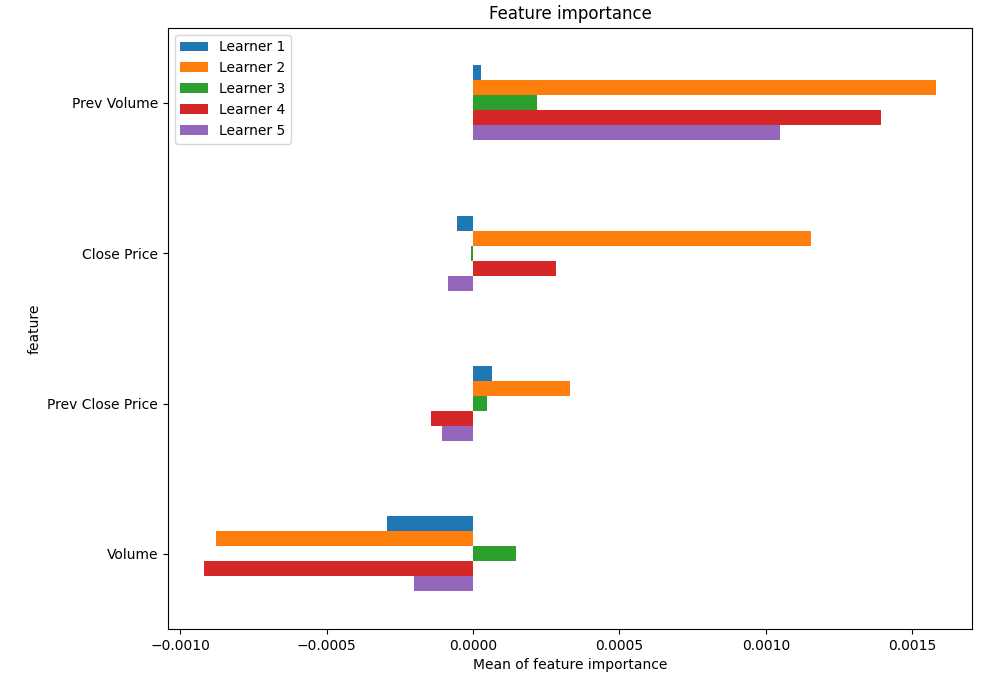 Feature importance
Learner 1
Learner 2
Learner 3
Learner 4
Learner 5
Prev Volume
Close Price
Prev Close Price
Volume
feature
−0.0010 −0.0005 0.0000 0.0005 0.0010 0.0015
Mean of feature importance